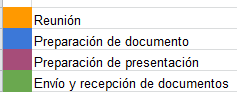 Reunión
Preparación de documento
Preparación de presentación
Envío y recepción de documentos